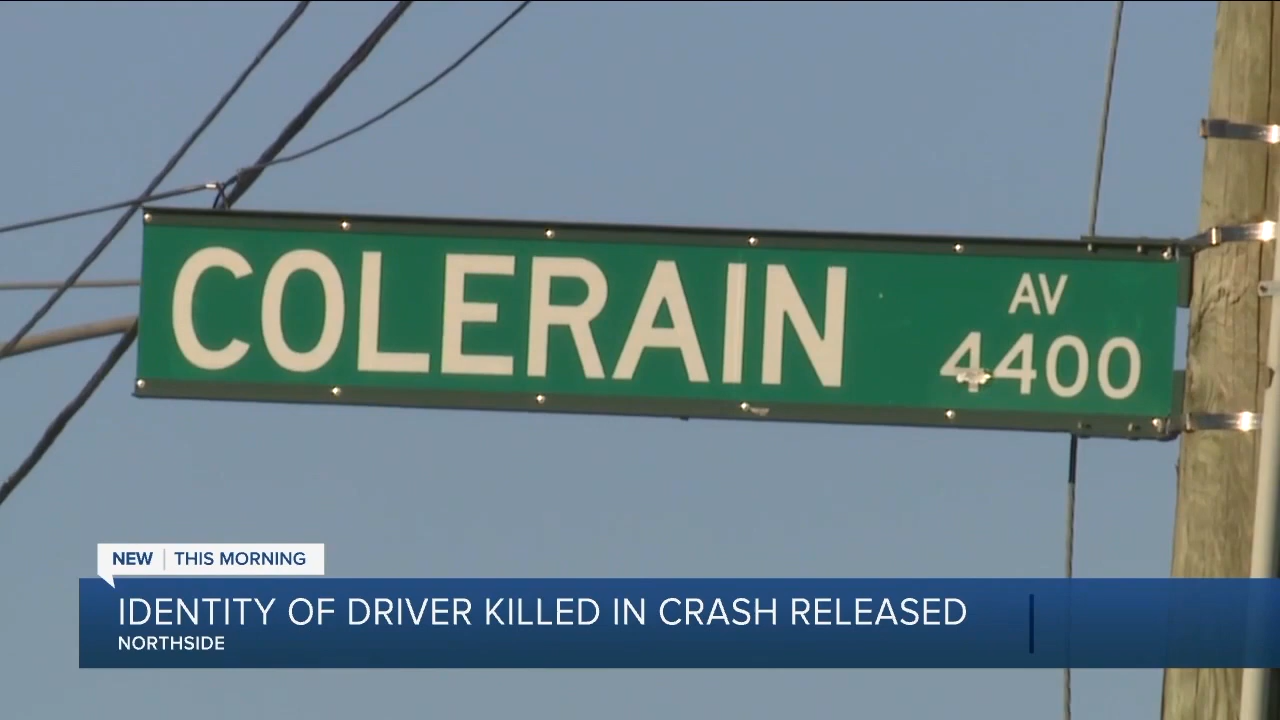 COLERAIN AV
4400
NEW | THIS MORNING
IDENTITY OF DRIVER KILLED IN CRASH RELEASED
NORTHSIDE